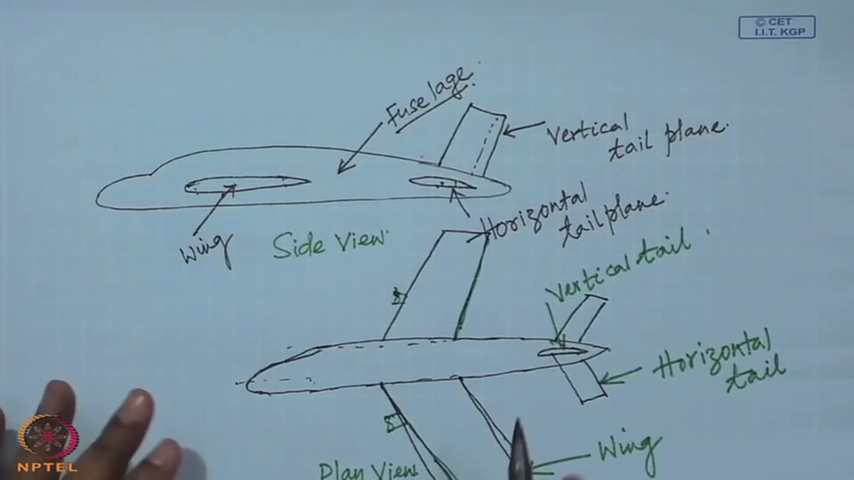 © CET
I.I.T. KGP
Fuselage
Vertical
tail plane
Horizontal
tailplane
Wing
Side View
Vertical tail
Horizontal
tail
Wing
Plan View
NPTEL